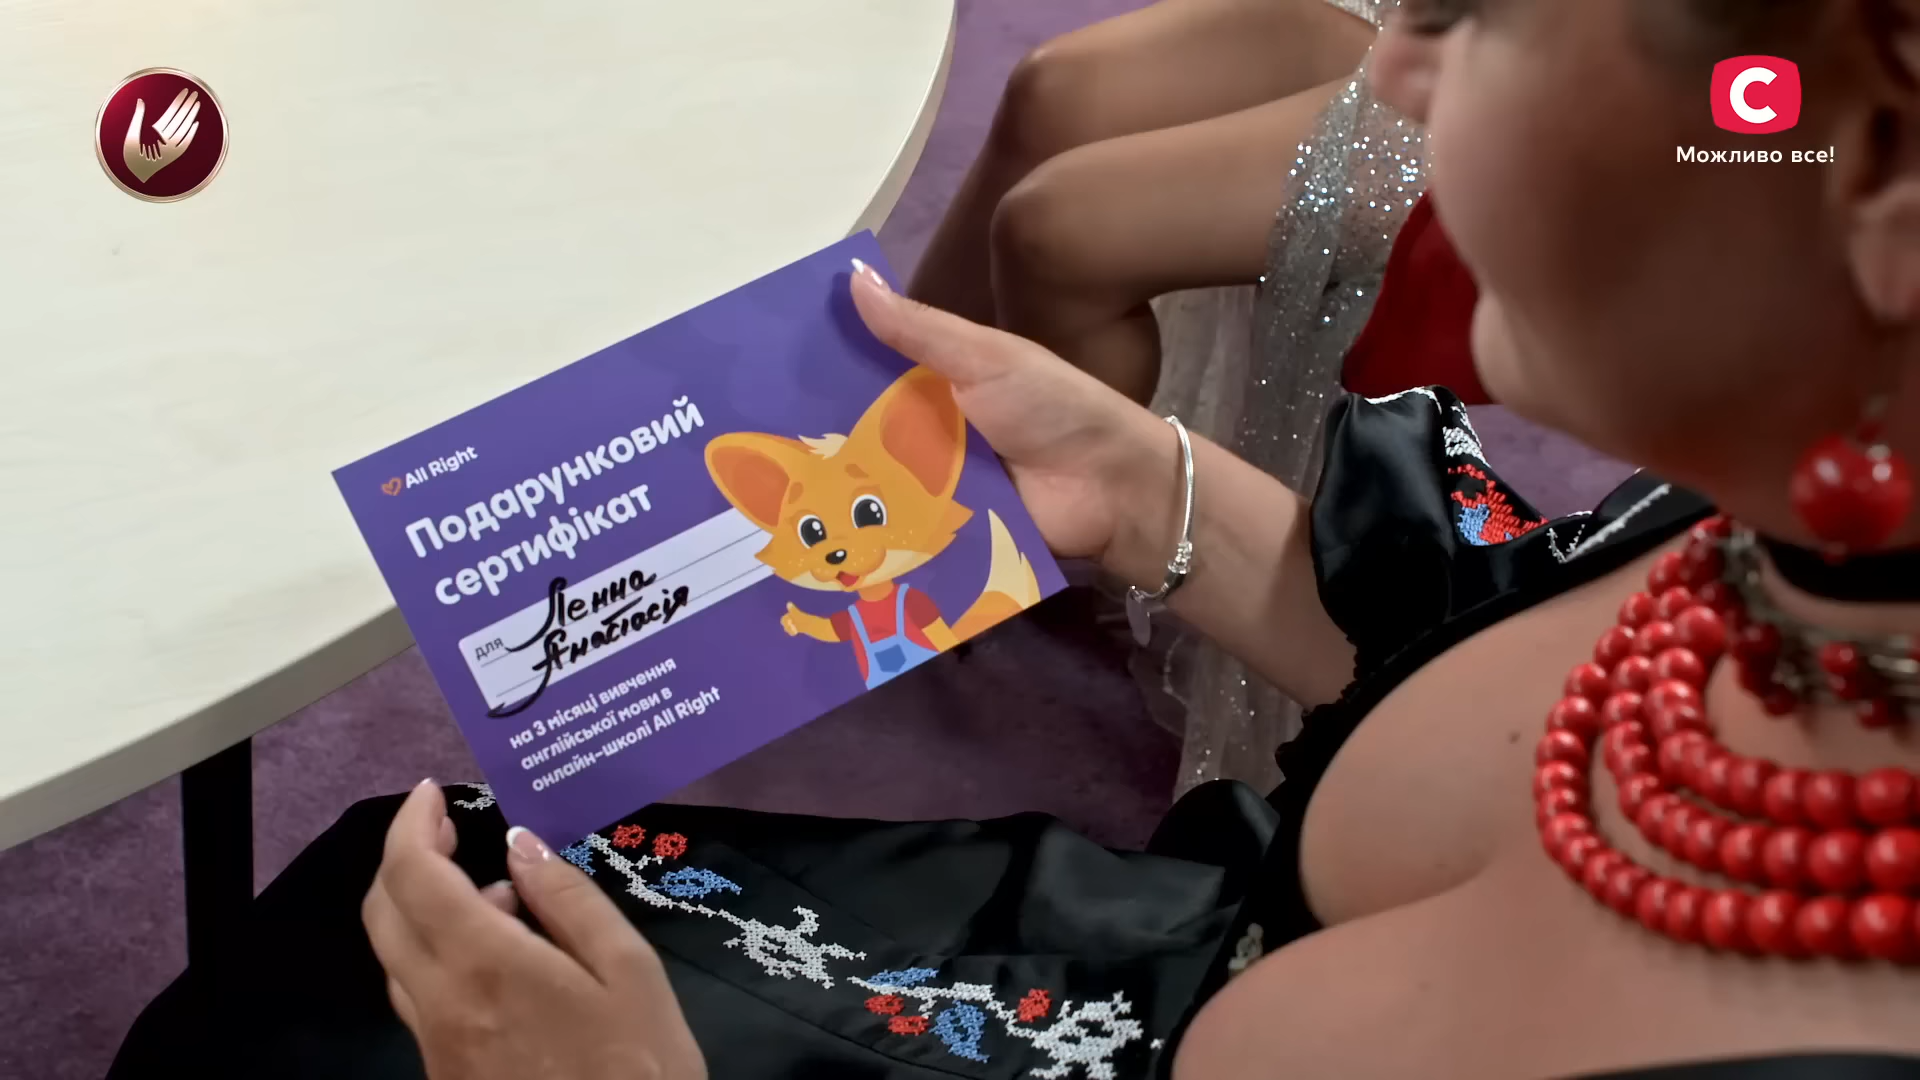 С
Можливо все!
All Right
Подарунковий
сертифікат
для Ленна
Анастасія
на 3 місяці вивчення
англійської мови в
онлайн-школі All Right